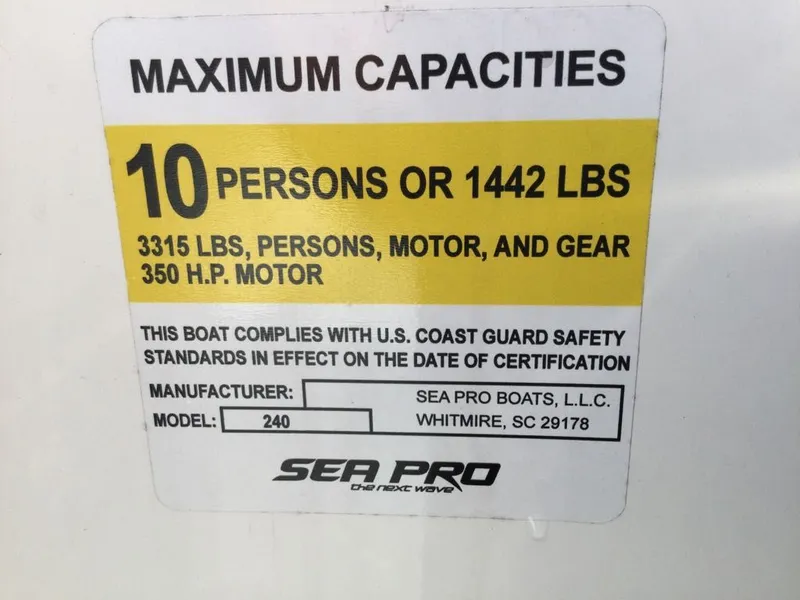 MAXIMUM CAPACITIES
10 PERSONS OR 1442 LBS
3315 LBS, PERSONS, MOTOR, AND GEAR
350 H.P. MOTOR
THIS BOAT COMPLIES WITH U.S. COAST GUARD SAFETY
STANDARDS IN EFFECT ON THE DATE OF CERTIFICATION
MANUFACTURER: SEA PRO BOATS, L.L.C.
MODEL: 240 WHITMIRE, SC 29178
SEA PRO
the next wave